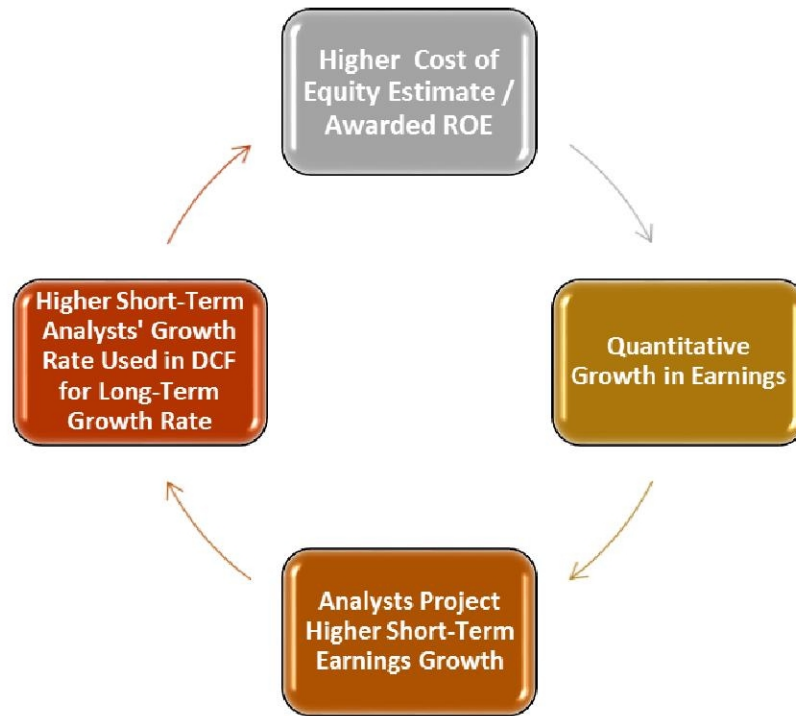 Higher Cost of
Equity Estimate /
Awarded ROE
Quantitative
Growth in Earnings
Analysts Project
Higher Short-Term
Earnings Growth
Higher Short-Term
Analysts' Growth
Rate Used in DCF
for Long-Term
Growth Rate